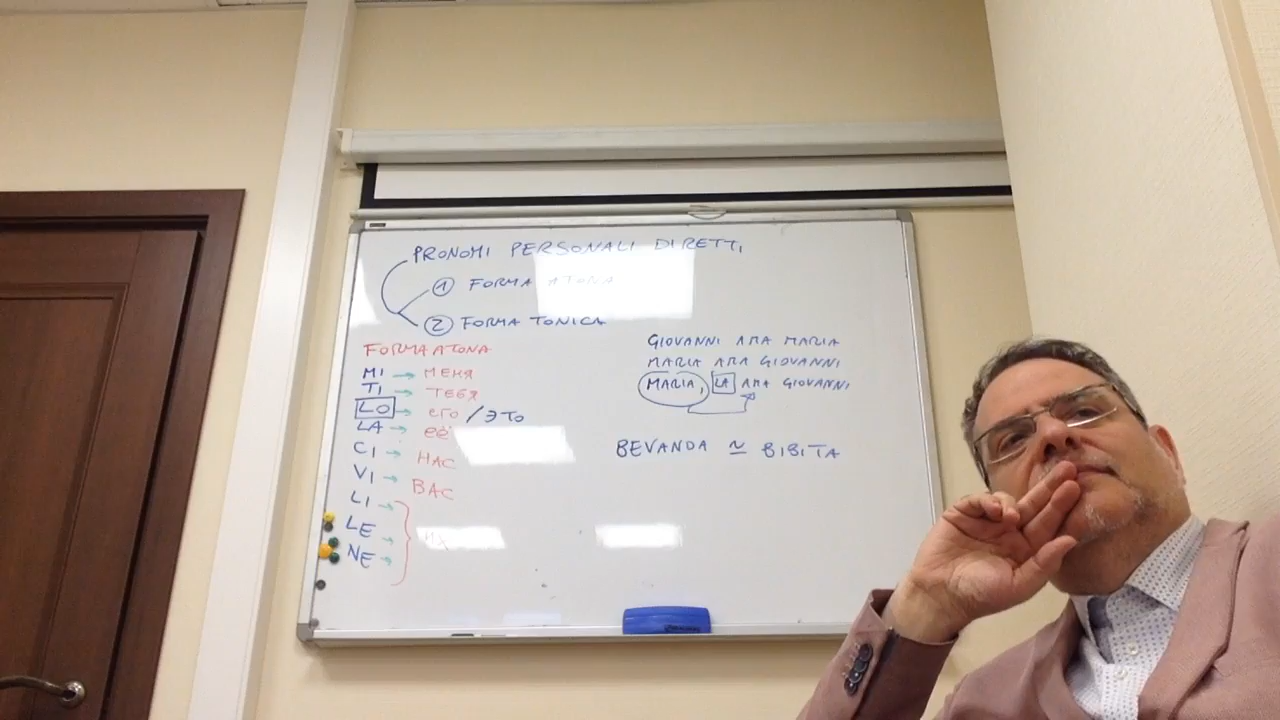 PRONOMI PERSONALI DIRETTI
1 FORMA ATONA
2 FORMA TONICA
FORMA ATONA
MI → МЕНЯ
TI → ТЕБЯ
LO → его / ЭТО
LA → её
CI → НАС
VI → ВАС
LI →
LE → их
NE →
GIOVANNI AMA MARIA
MARIA AMA GIOVANNI
MARIA, LA AMA GIOVANNI
BEVANDA ≃ BIBITA